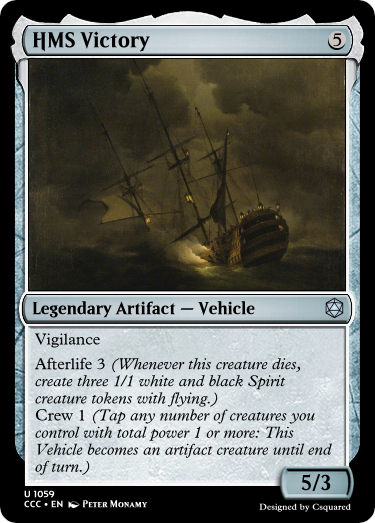 HMS Victory
5
Legendary Artifact — Vehicle
Vigilance
Afterlife 3 (Whenever this creature dies,
create three 1/1 white and black Spirit
creature tokens with flying.)
Crew 1 (Tap any number of creatures you
control with total power 1 or more: This
Vehicle becomes an artifact creature until end
of turn.)
5/3
U 1059
CCC • EN Peter Monamy
Designed by Csquared